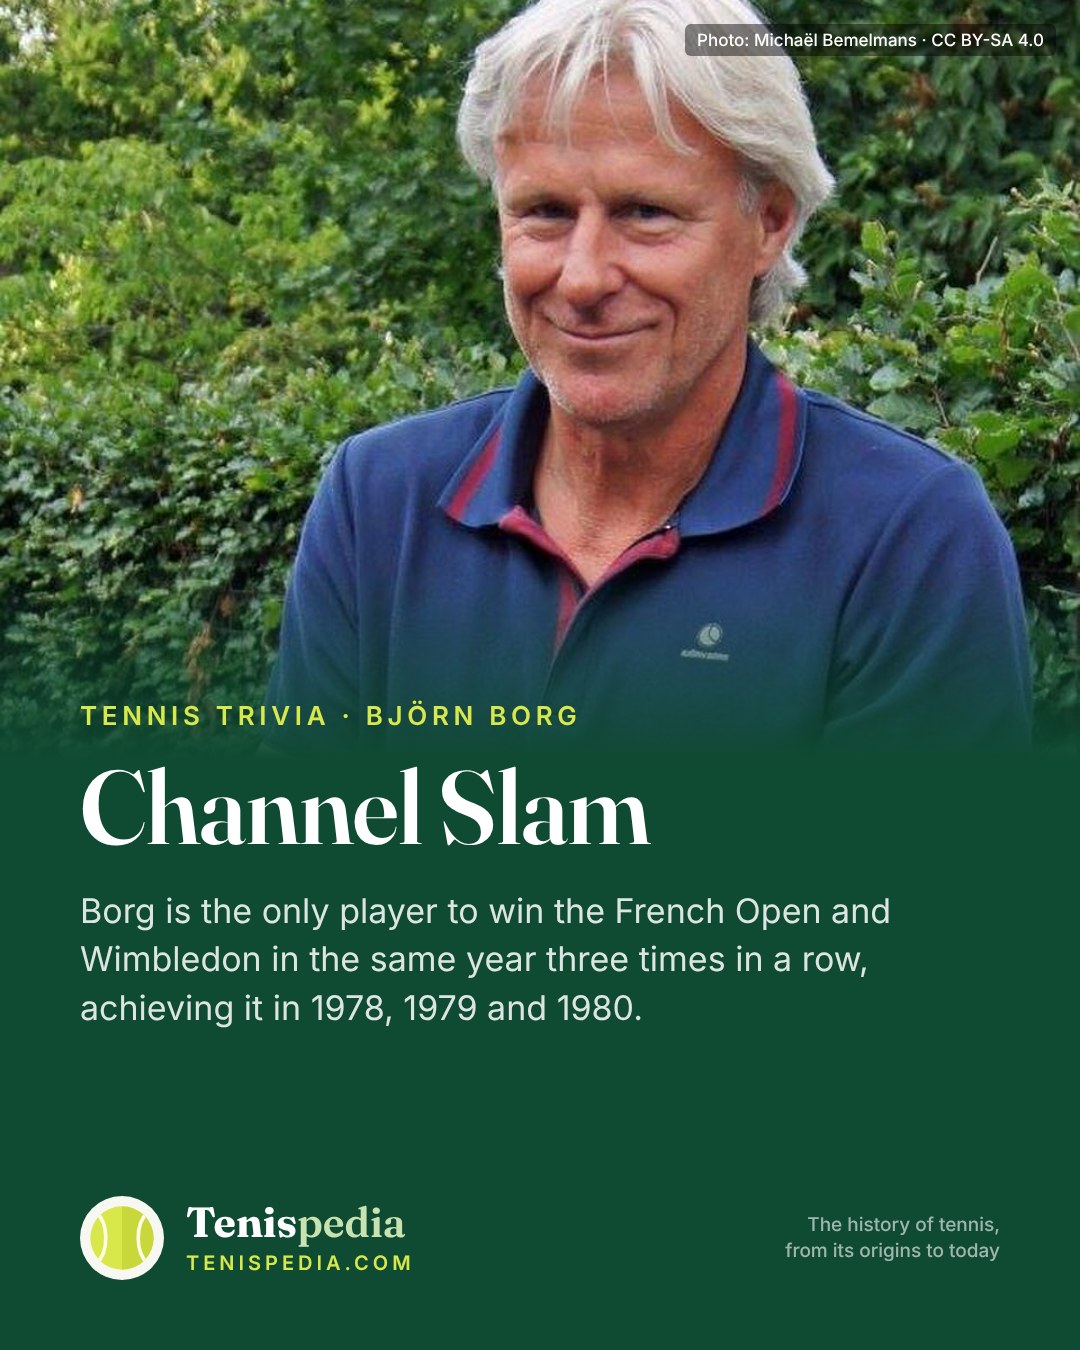 Photo: Michaël Bemelmans · CC BY-SA 4.0
TENNIS TRIVIA · BJÖRN BORG
Channel Slam
Borg is the only player to win the French Open and
Wimbledon in the same year three times in a row,
achieving it in 1978, 1979 and 1980.
Tenispedia
TENISPEDIA.COM
The history of tennis,
from its origins to today